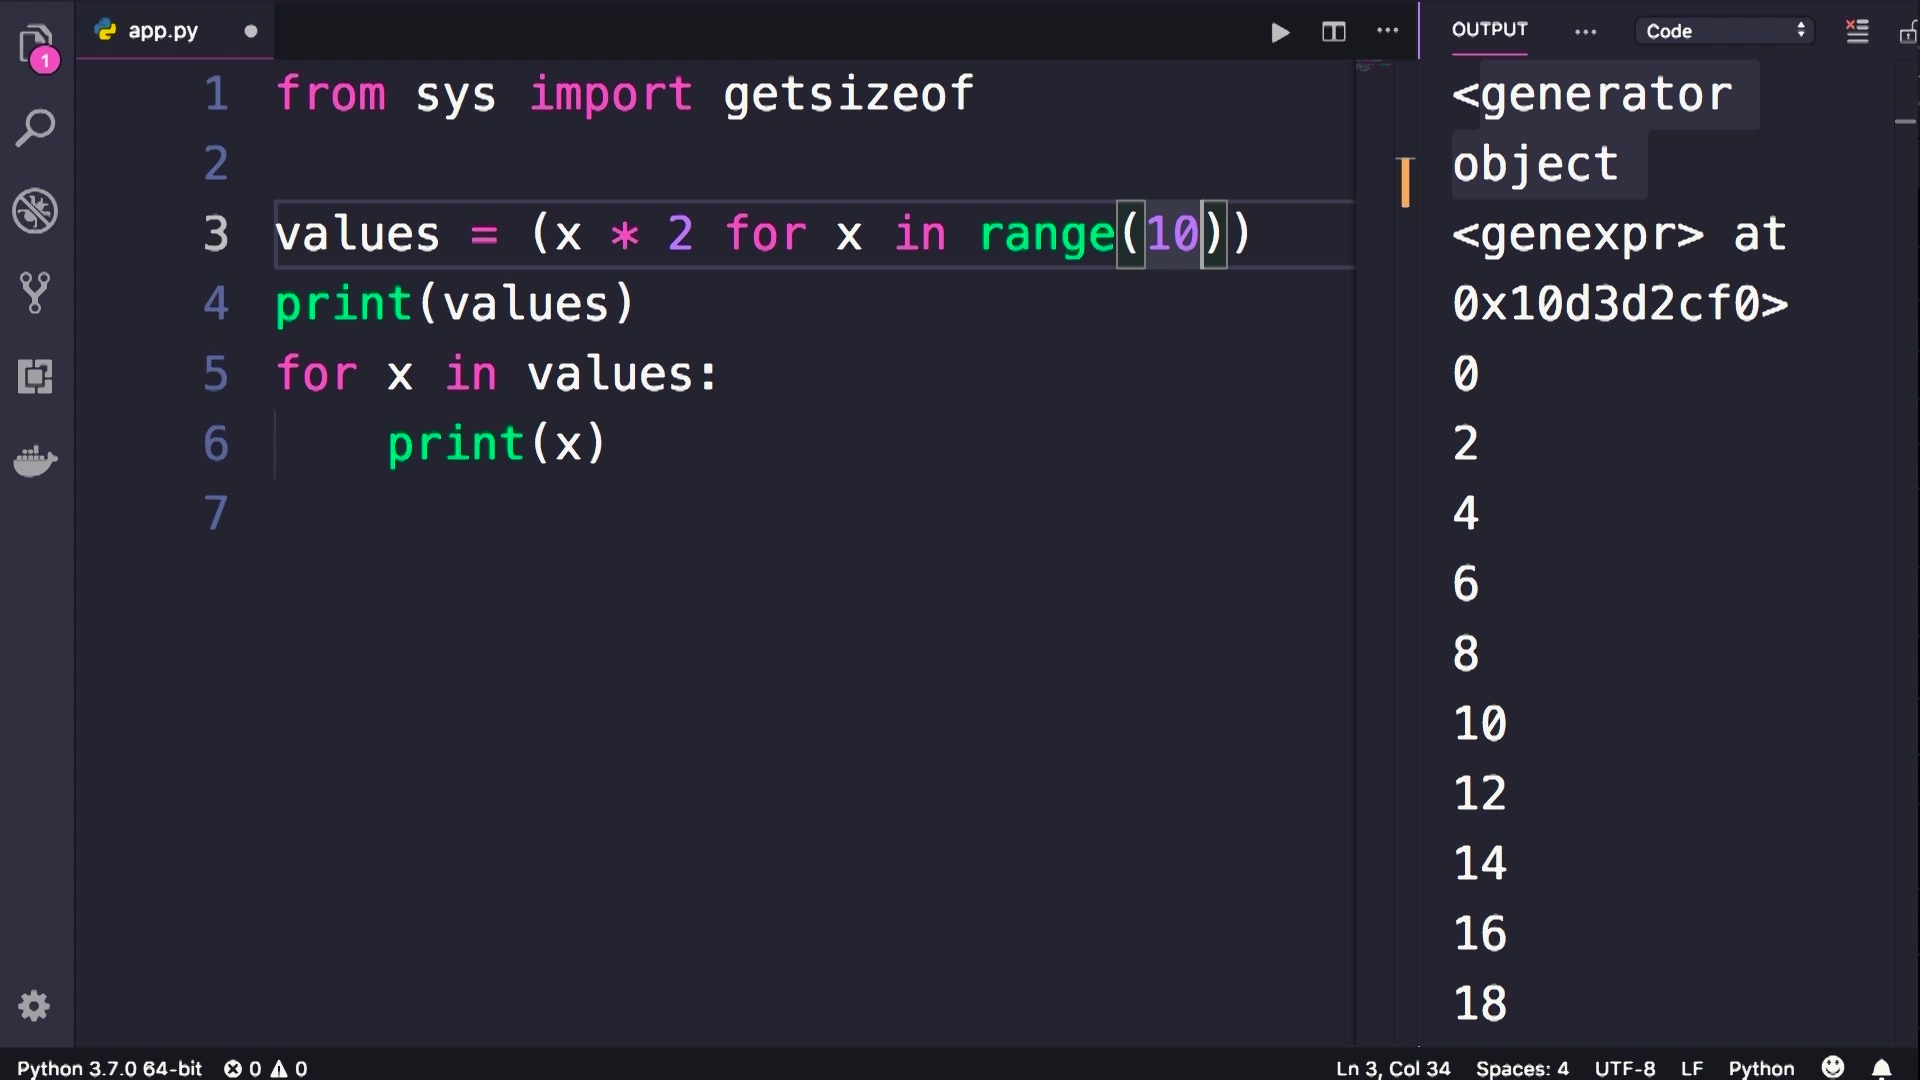 1
app.py
OUTPUT
Code
1 from sys import getsizeof
2
3 values = (x * 2 for x in range(10))
4 print(values)
5 for x in values:
6     print(x)
7
<generator
object
<genexpr> at
0x10d3d2cf0>
0
2
4
6
8
10
12
14
16
18
Python 3.7.0 64-bit 0 0 Ln 3, Col 34 Spaces: 4 UTF-8 LF Python